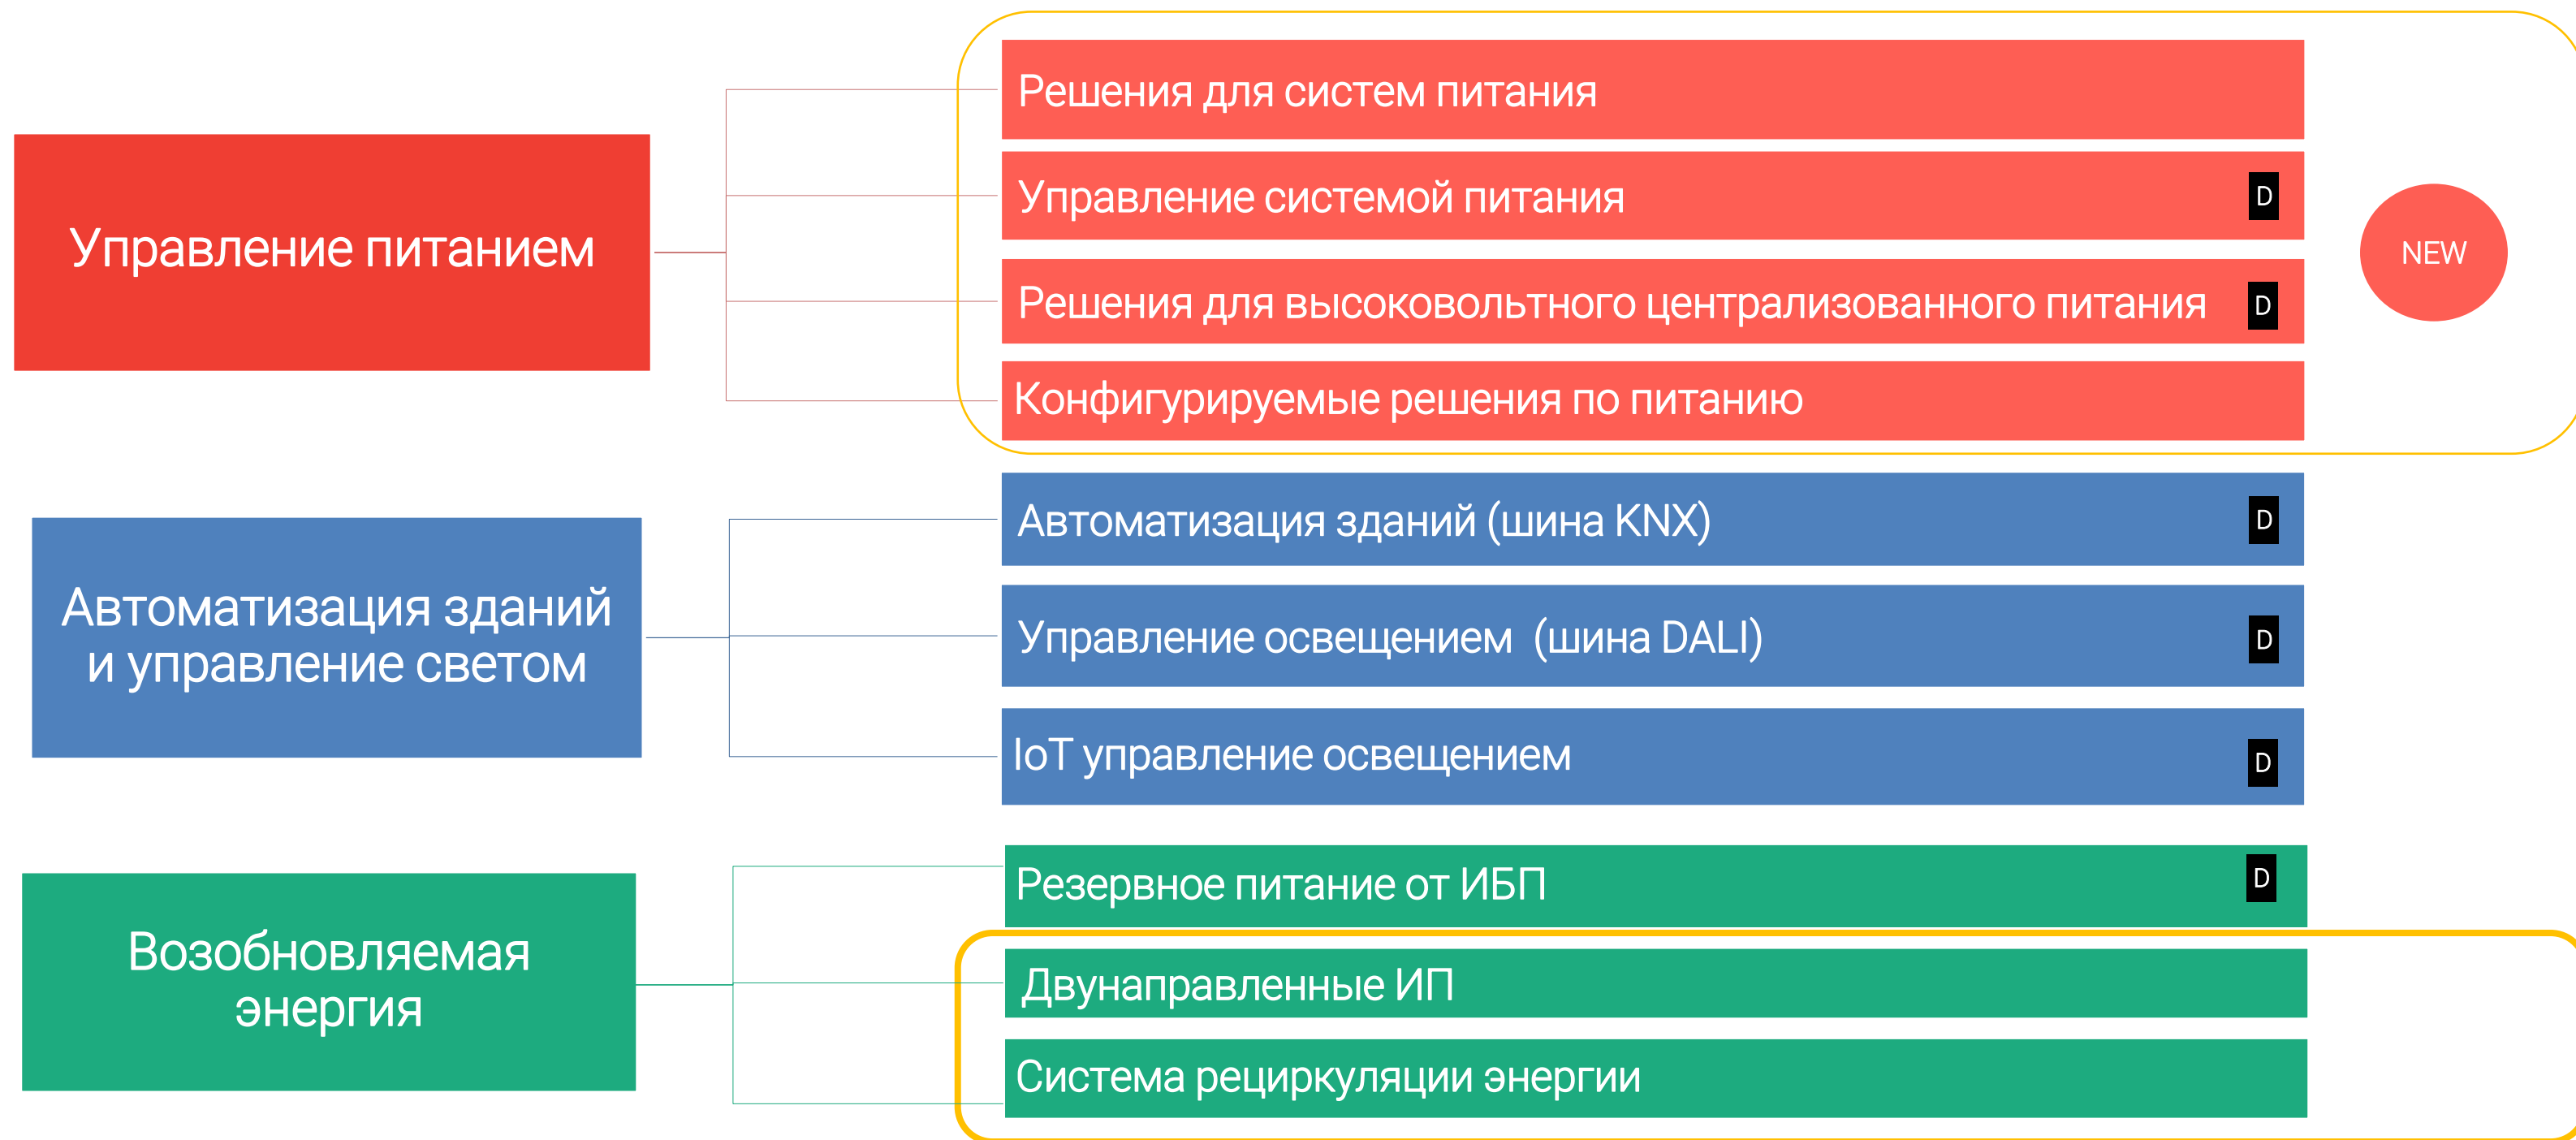 Управление питанием
Решения для систем питания
Управление системой питания
D
Решения для высоковольтного централизованного питания
D
Конфигурируемые решения по питанию
NEW
Автоматизация зданий
и управление светом
Автоматизация зданий (шина KNX)
D
Управление освещением (шина DALI)
D
IoT управление освещением
D
Возобновляемая
энергия
Резервное питание от ИБП
D
Двунаправленные ИП
Система рециркуляции энергии